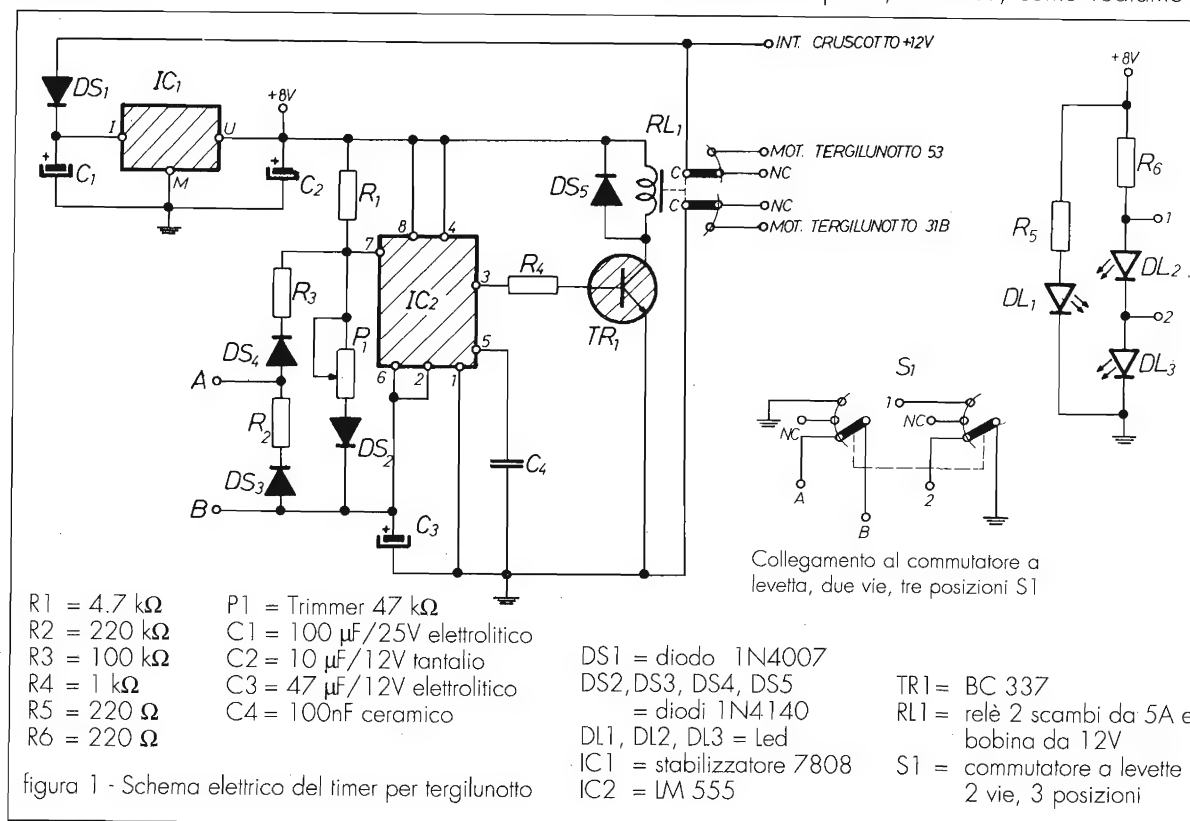 INT. CRUSCOTTO +12V
DS1
IC1
+8V
I
U
M
C1
C2
R1
RL1
DS5
C
MOT. TERGILUNOTTO 53
NC
C
NC
MOT. TERGILUNOTTO 31B
8
4
7
IC2
3
R4
TR1
5
6
2
1
R3
P1
DS4
A
R2
DS2
DS3
B
C3
C4
+8V
R6
R5
1
DL2
DL1
2
DL3
S1
1
NC
NC
A
B
2
Collegamento al commutatore a
levetta, due vie, tre posizioni S1
R1 = 4.7 kΩ
R2 = 220 kΩ
R3 = 100 kΩ
R4 = 1 kΩ
R5 = 220 Ω
R6 = 220 Ω
P1 = Trimmer 47 kΩ
C1 = 100 µF/25V elettrolitico
C2 = 10 µF/12V tantalio
C3 = 47 µF/12V elettrolitico
C4 = 100nF ceramico
DS1 = diodo 1N4007
DS2,DS3, DS4, DS5
= diodi 1N4140
DL1, DL2, DL3 = Led
IC1 = stabilizzatore 7808
IC2 = LM 555
TR1 = BC 337
RL1 = relè 2 scambi da 5A e
bobina da 12V
S1 = commutatore a levette
2 vie, 3 posizioni
figura 1 - Schema elettrico del timer per tergilunotto